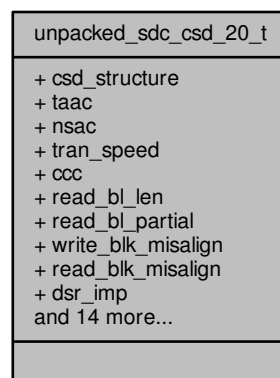 unpacked_sdc_csd_20_t
+ csd_structure
+ taac
+ nsac
+ tran_speed
+ ccc
+ read_bl_len
+ read_bl_partial
+ write_blk_misalign
+ read_blk_misalign
+ dsr_imp
and 14 more...